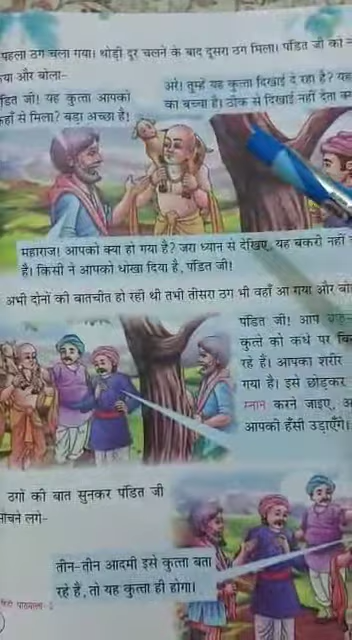 पहला ठग चला गया। थोड़ी दूर चलने के बाद दूसरा ठग मिला। पंडित जी को
और बोला-
जी! यह कुत्ता आपको
से मिला? बड़ा अच्छा है!
अरे! तुम्हें यह कुत्ता दिखाई दे रहा है? यह
का बच्चा है। ठीक से दिखाई नहीं देता
महाराज! आपको क्या हो गया है? जरा ध्यान से देखिए, यह बकरी नहीं
है। किसी ने आपको धोखा दिया है, पंडित जी!
अभी दोनों की बातचीत हो रही थी तभी तीसरा ठग भी वहाँ आ गया और
पंडित जी! आप
कुत्ते को कंधे पर
रहे हैं। आपका शरीर
गया है। इसे छोड़कर
स्नान करने जाइए,
आपकी हँसी उड़ाएँगे।
ठगों की बात सुनकर पंडित जी
लगे-
तीन-तीन आदमी इसे कुत्ता बता
रहे हैं, तो यह कुत्ता ही होगा।